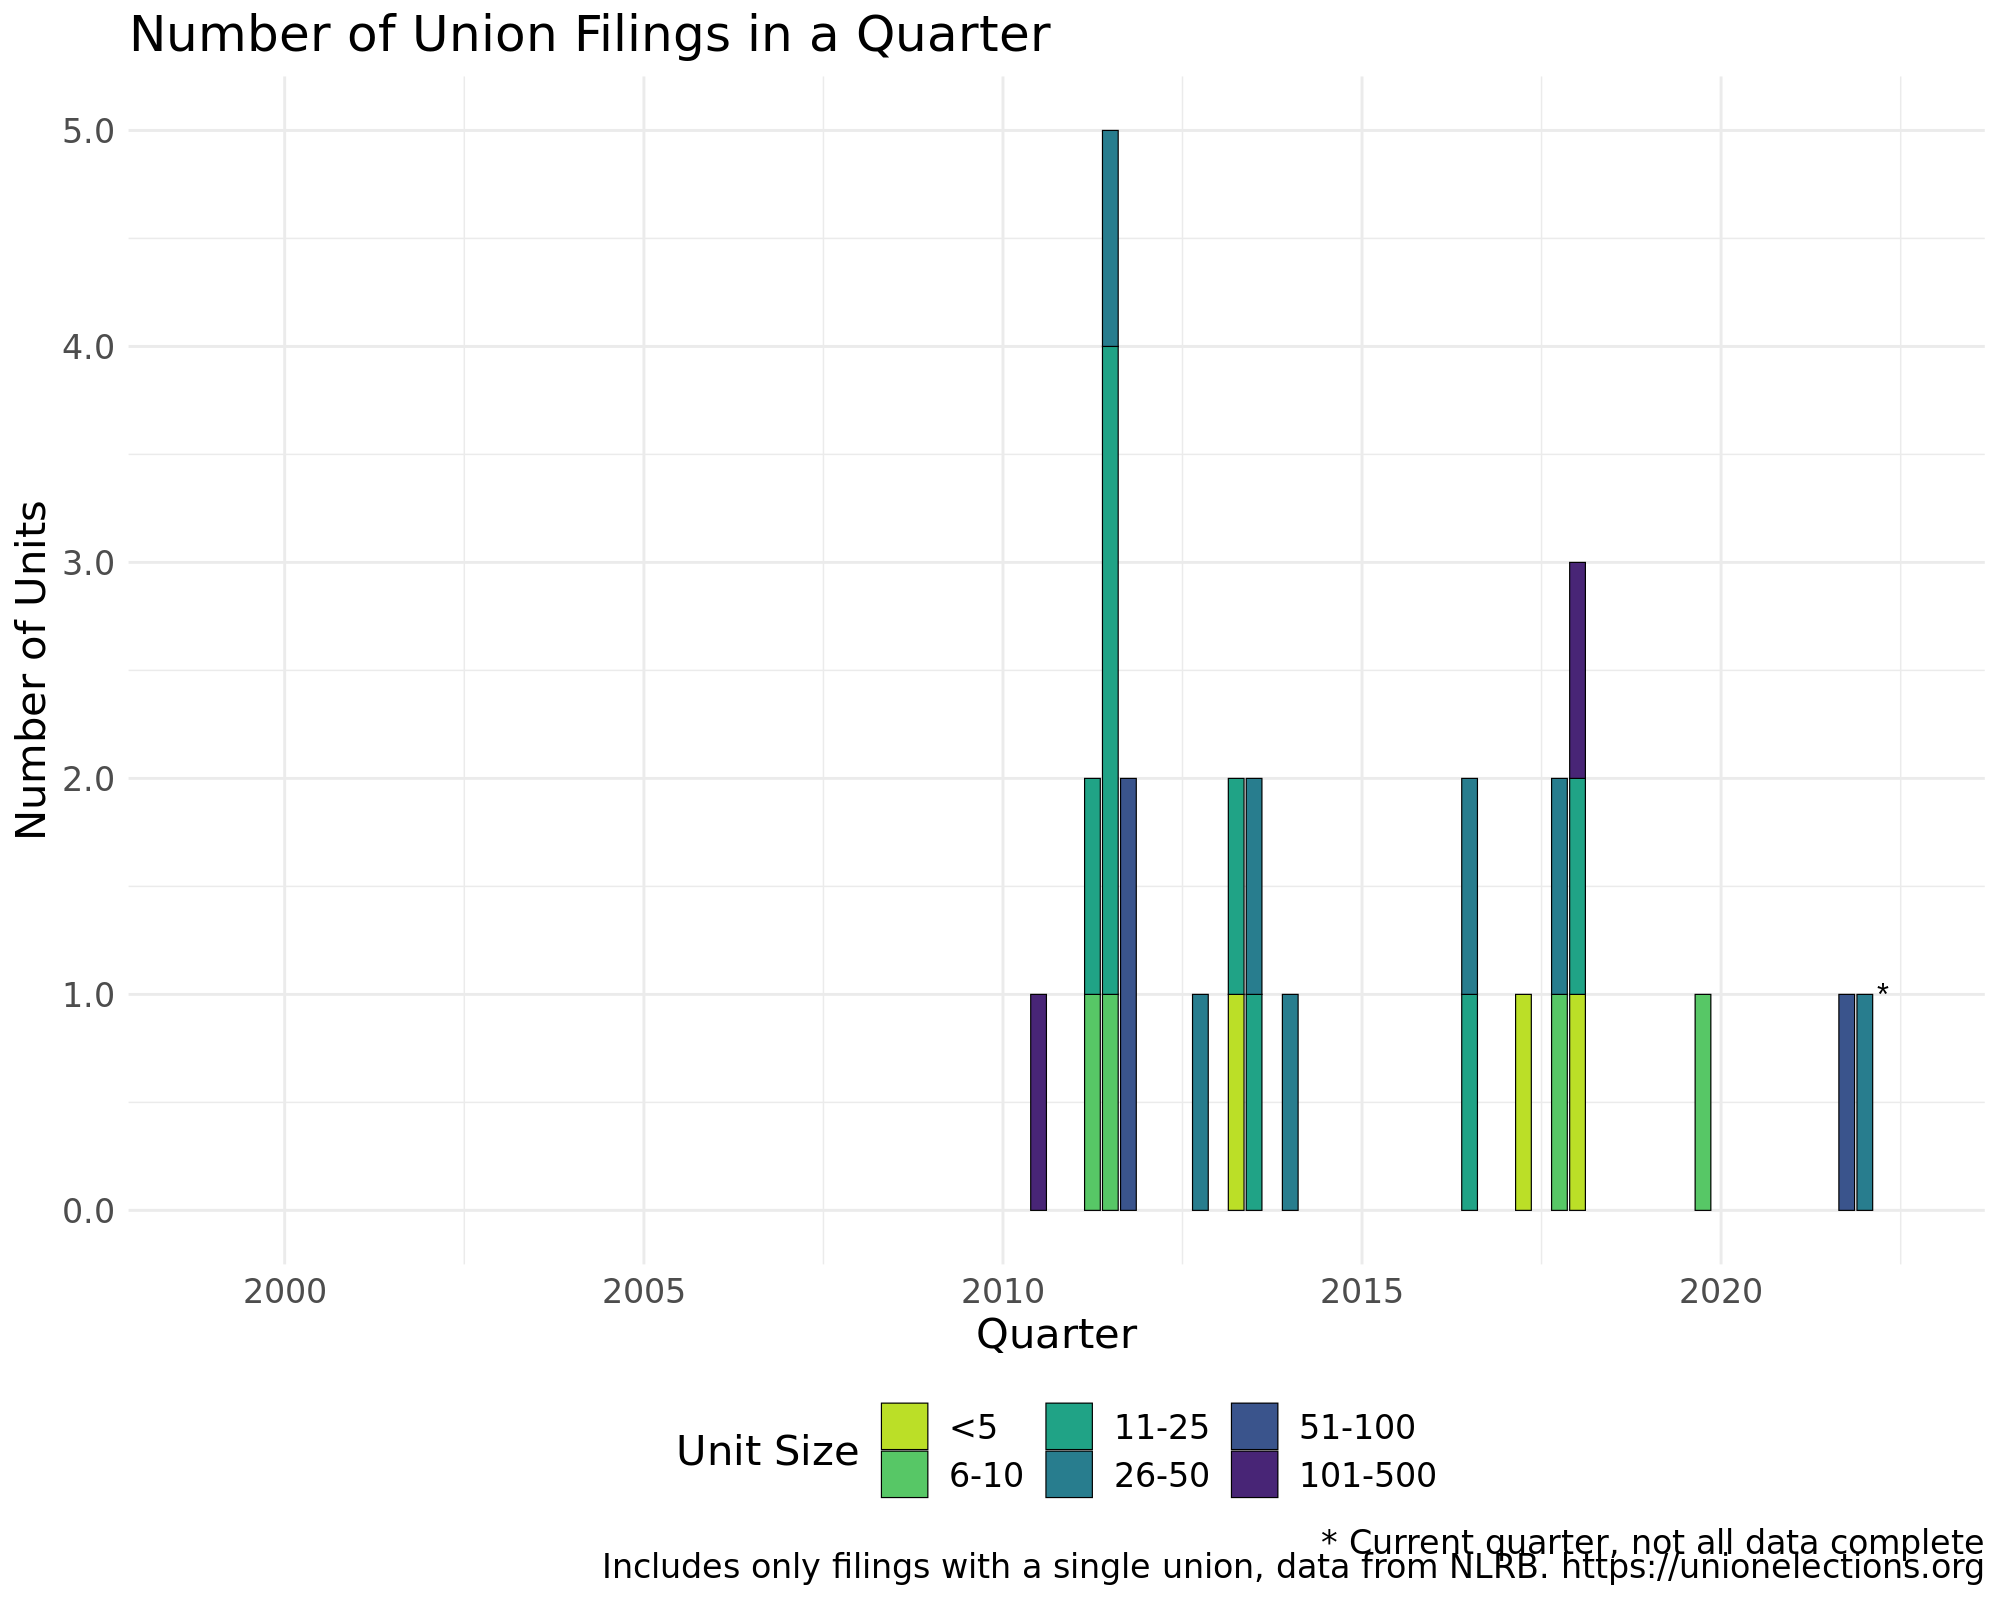 Number of Union Filings in a Quarter
Number of Units
5.0
4.0
3.0
2.0
1.0
0.0
*
2000 2005 2010 2015 2020
Quarter
Unit Size
<5 11-25 51-100
6-10 26-50 101-500
* Current quarter, not all data complete
Includes only filings with a single union, data from NLRB. https://unionelections.org